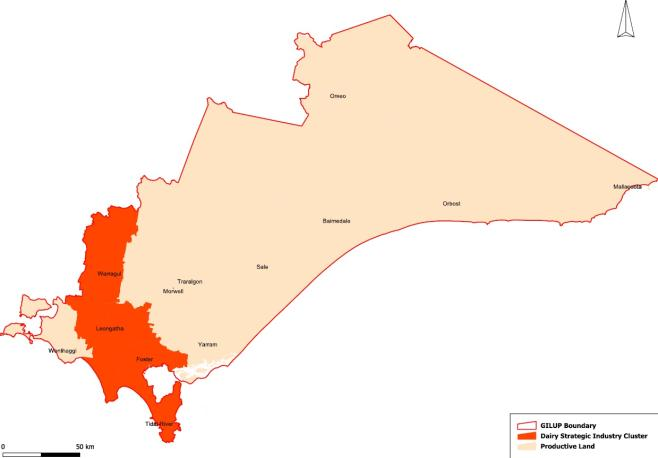 Omeo
Mallacoota
Orbost
Bairnsdale
Sale
Warragul
Traralgon
Morwell
Leongatha
Yarram
Wonthaggi
Foster
Tidal River
0 50 km
GILUP Boundary
Dairy Strategic Industry Cluster
Productive Land